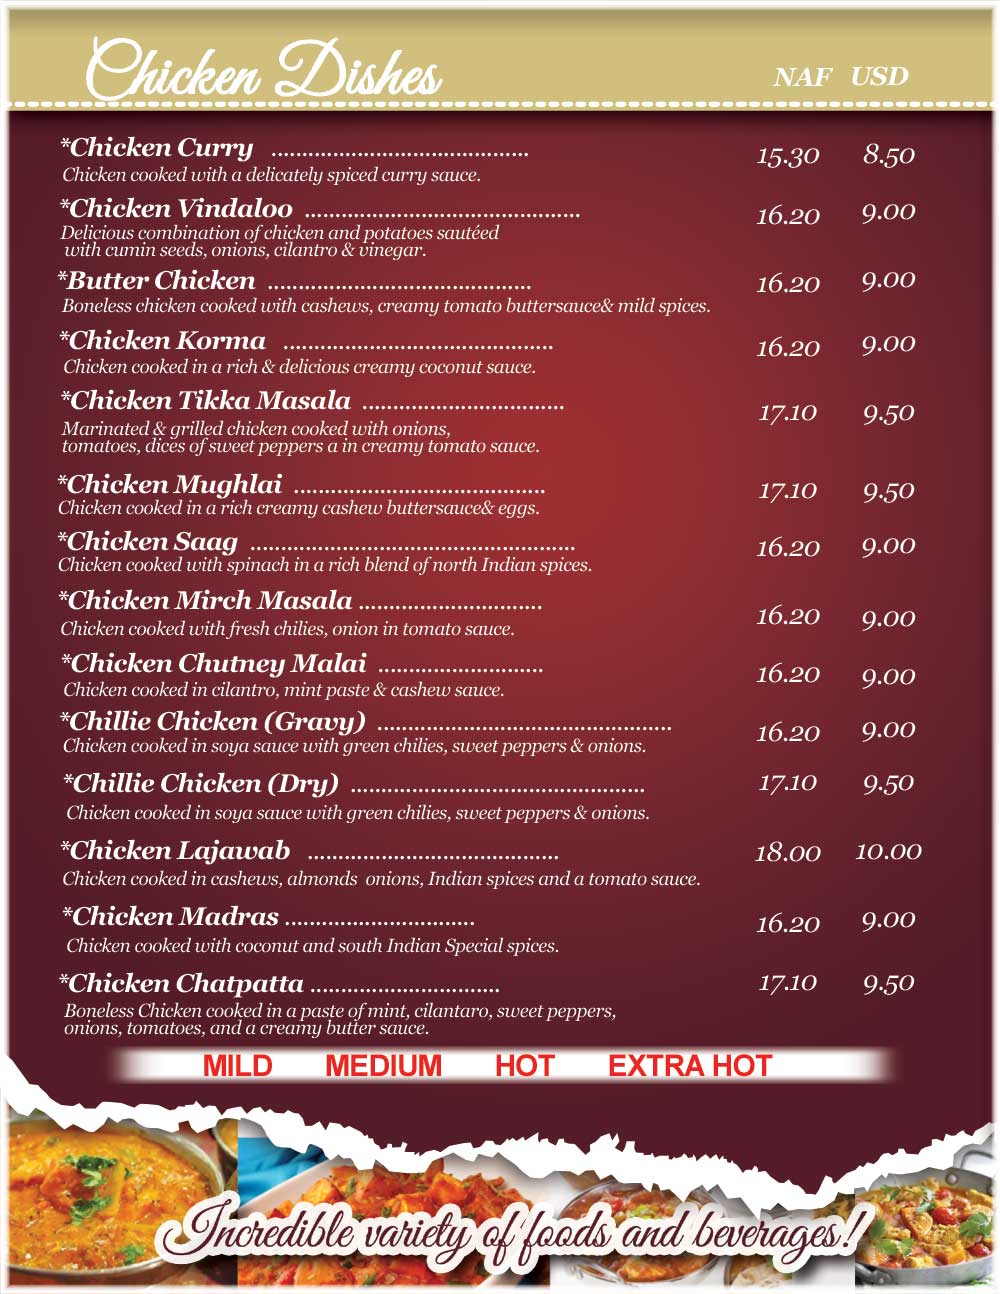 Chicken Dishes NAF USD
*Chicken Curry .......................................... 15.30 8.50
Chicken cooked with a delicately spiced curry sauce.
*Chicken Vindaloo ............................................. 16.20 9.00
Delicious combination of chicken and potatoes sautéed
with cumin seeds, onions, cilantro & vinegar.
*Butter Chicken ........................................... 16.20 9.00
Boneless chicken cooked with cashews, creamy tomato buttersauce& mild spices.
*Chicken Korma ............................................ 16.20 9.00
Chicken cooked in a rich & delicious creamy coconut sauce.
*Chicken Tikka Masala ................................. 17.10 9.50
Marinated & grilled chicken cooked with onions,
tomatoes, dices of sweet peppers a in creamy tomato sauce.
*Chicken Mughlai ......................................... 17.10 9.50
Chicken cooked in a rich creamy cashew buttersauce& eggs.
*Chicken Saag ..................................................... 16.20 9.00
Chicken cooked with spinach in a rich blend of north Indian spices.
*Chicken Mirch Masala .............................. 16.20 9.00
Chicken cooked with fresh chilies, onion in tomato sauce.
*Chicken Chutney Malai ........................... 16.20 9.00
Chicken cooked in cilantro, mint paste & cashew sauce.
*Chillie Chicken (Gravy) ................................................ 16.20 9.00
Chicken cooked in soya sauce with green chilies, sweet peppers & onions.
*Chillie Chicken (Dry) ................................................ 17.10 9.50
Chicken cooked in soya sauce with green chilies, sweet peppers & onions.
*Chicken Lajawab ......................................... 18.00 10.00
Chicken cooked in cashews, almonds onions, Indian spices and a tomato sauce.
*Chicken Madras ............................... 16.20 9.00
Chicken cooked with coconut and south Indian Special spices.
*Chicken Chatpatta ............................... 17.10 9.50
Boneless Chicken cooked in a paste of mint, cilantaro, sweet peppers,
onions, tomatoes, and a creamy butter sauce.
MILD MEDIUM HOT EXTRA HOT
Incredible variety of foods and beverages!